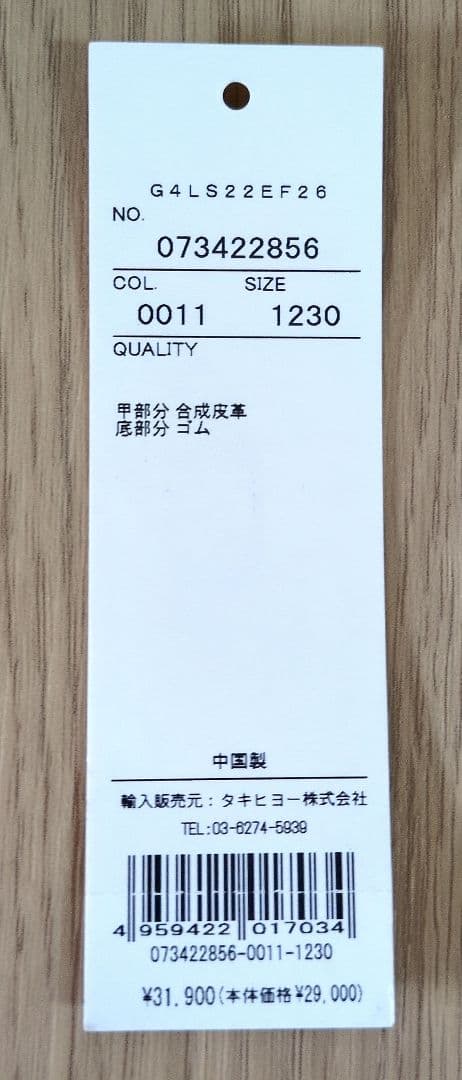 G4LS22EF26
NO.
073422856
COL. SIZE
0011 1230
QUALITY
甲部分 合成皮革
底部分 ゴム
中国製
輸入販売元：タキヒヨー株式会社
TEL:03-6274-5939
4 959422 017034
073422856-0011-1230
¥31,900(本体価格¥29,000)